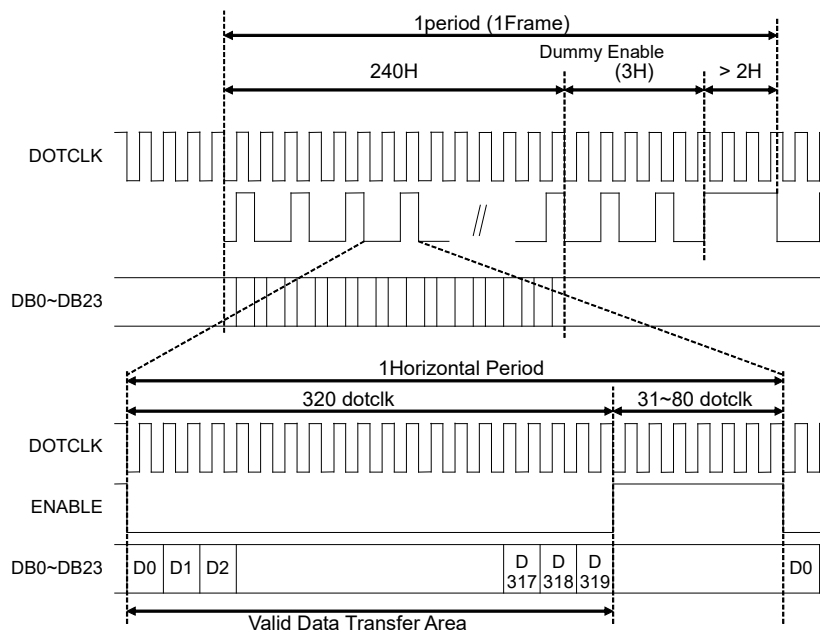 1period (1Frame)
Dummy Enable
240H (3H) > 2H
DOTCLK
//
DB0~DB23
1Horizontal Period
320 dotclk 31~80 dotclk
DOTCLK
ENABLE
DB0~DB23 D0 D1 D2 D 317 D 318 D 319 D0
Valid Data Transfer Area